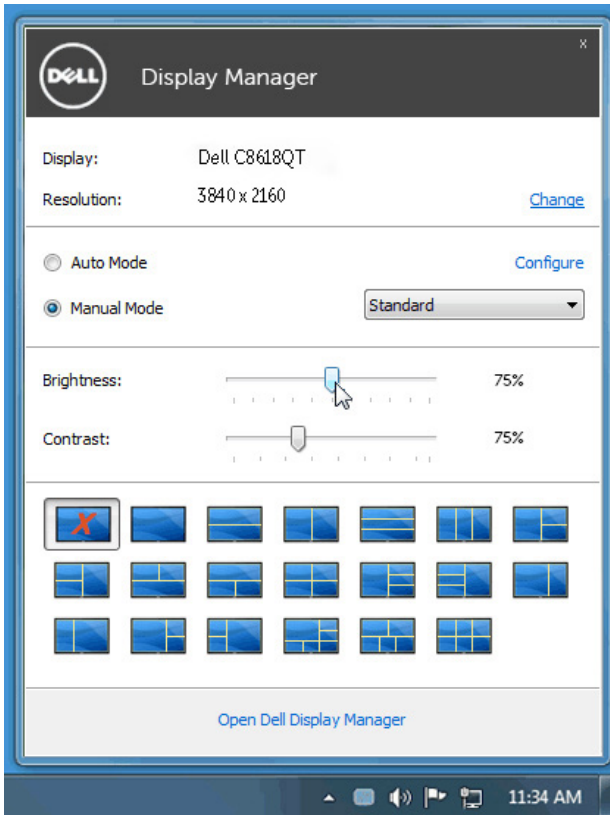 DELL
Display Manager
x
Display: Dell C8618QT
Resolution: 3840 x 2160 Change
Auto Mode Configure
Manual Mode Standard
Brightness: 75%
Contrast: 75%
Open Dell Display Manager
11:34 AM